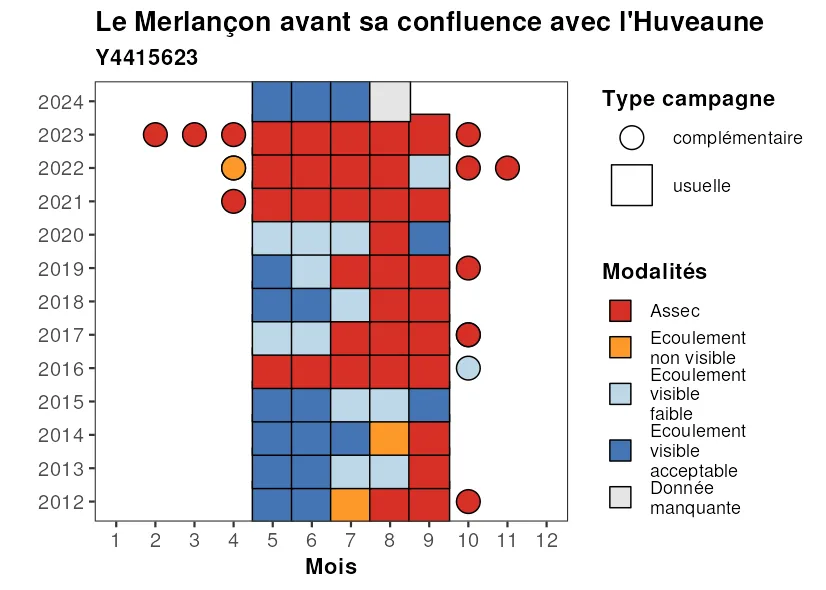 Le Merlançon avant sa confluence avec l'Huveaune
Y4415623
2024
2023
2022
2021
2020
2019
2018
2017
2016
2015
2014
2013
2012
1 2 3 4 5 6 7 8 9 10 11 12
Mois
Type campagne
complémentaire
usuelle
Modalités
Assec
Ecoulement
non visible
Ecoulement
visible
faible
Ecoulement
visible
acceptable
Donnée
manquante